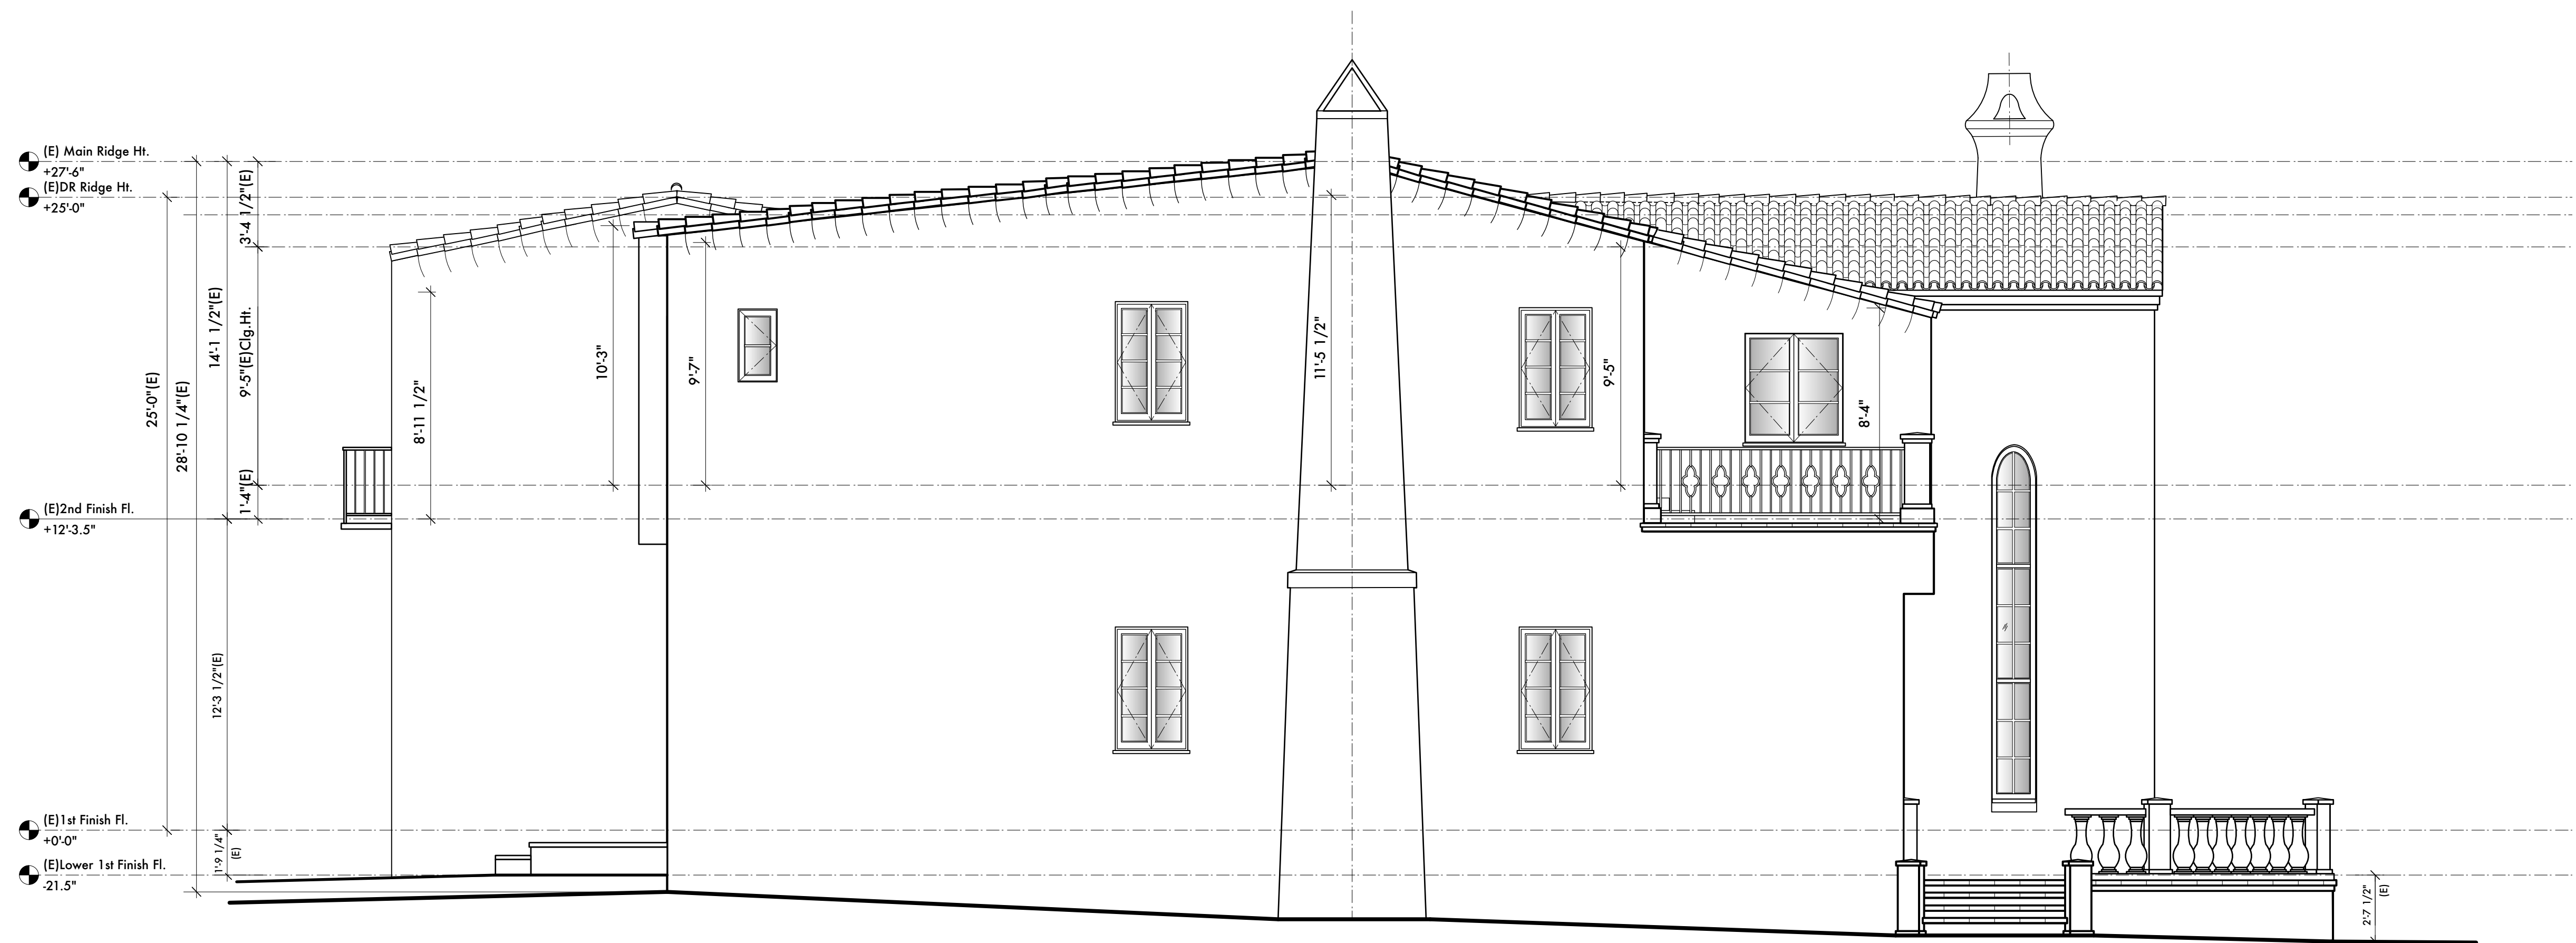 (E) Main Ridge Ht.
+27'-6"
(E)DR Ridge Ht.
+25'-0"
(E)2nd Finish Fl.
+12'-3.5"
(E)1st Finish Fl.
+0'-0"
(E)Lower 1st Finish Fl.
-21.5"
25'-0"(E)
28'-10 1/4"(E)
14'-1 1/2"(E)
12'-3 1/2"(E)
1'-9 1/4"
(E)
3'-4 1/2"(E)
9'-5"(E)Clg.Ht.
1'-4"(E)
8'-11 1/2"
10'-3"
9'-7"
11'-5 1/2"
9'-5"
8'-4"
2'-7 1/2"
(E)